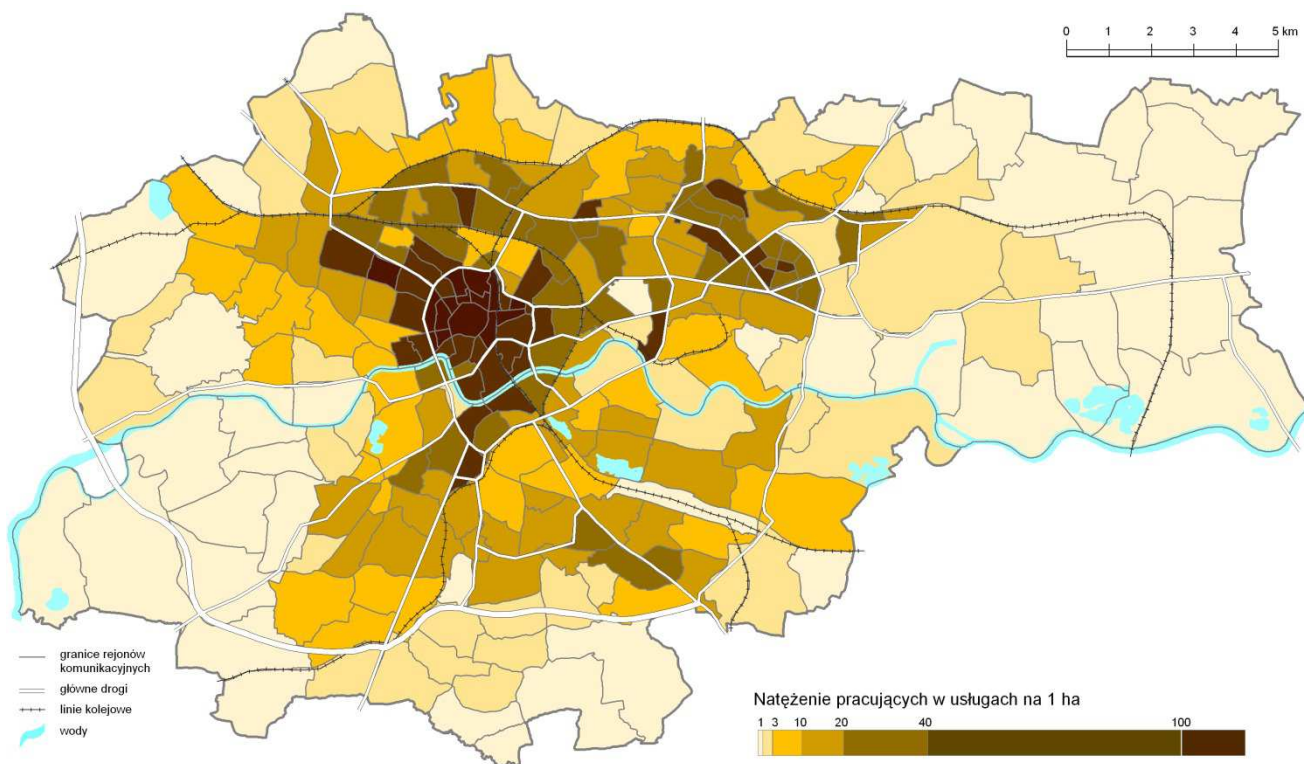 0 1 2 3 4 5 km
granice rejonów
komunikacyjnych
główne drogi
linie kolejowe
wody
Natężenie pracujących w usługach na 1 ha
1 3 10 20 40 100